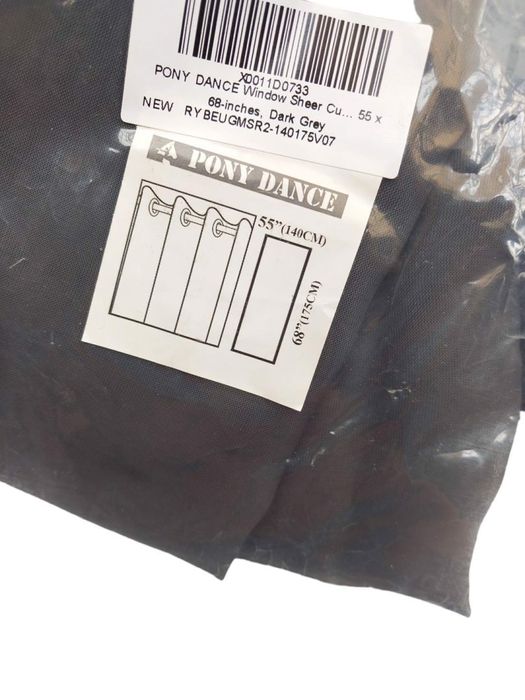 X0011D0733
PONY DANCE Window Sheer Cu... 55 x
68-inches, Dark Grey
NEW RYBEUGMSR2-140175V07
PONY DANCE
55"(140CM)
68"(175CM)